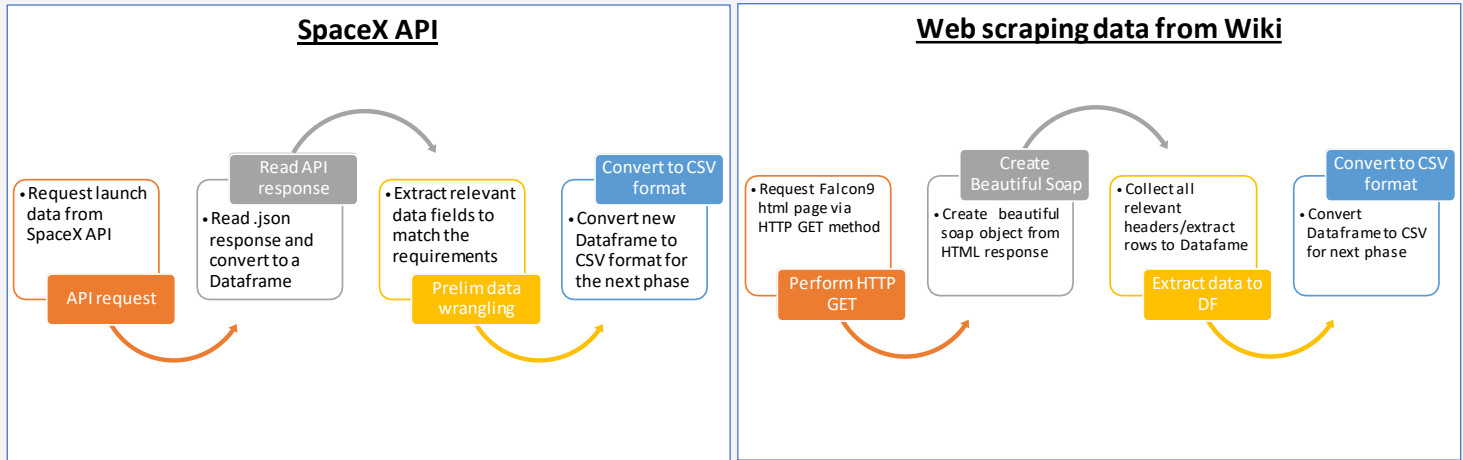 SpaceX API
• Request launch
data from
SpaceX API
API request
Read API
response
• Read .json
response and
convert to a
Dataframe
• Extract relevant
data fields to
match the
requirements
Prelim data
wrangling
Convert to CSV
format
• Convert new
Dataframe to
CSV format for
the next phase
Web scraping data from Wiki
• Request Falcon9
html page via
HTTP GET method
Perform HTTP
GET
Create
Beautiful Soap
• Create beautiful
soap object from
HTML response
• Collect all
relevant
headers/extract
rows to Datafame
Extract data to
DF
Convert to CSV
format
• Convert
Dataframe to CSV
for next phase